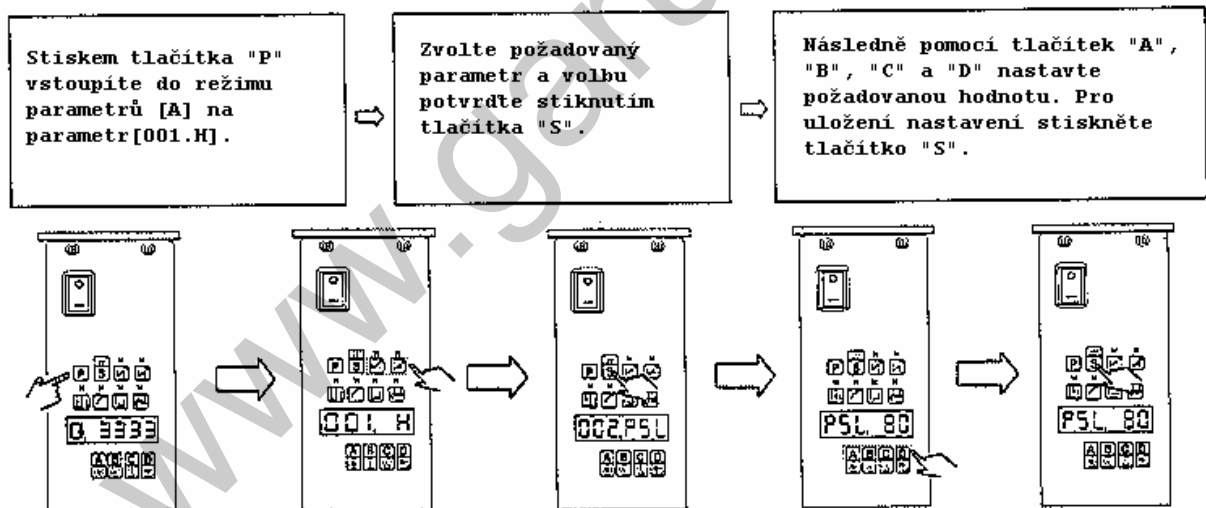 Stiskem tlačítka "P"
vstoupíte do režimu
parametrů [A] na
parametr[001.H].
Zvolte požadovaný
parametr a volbu
potvrďte stiknutím
tlačítka "S".
Následně pomocí tlačítek "A",
"B", "C" a "D" nastavte
požadovanou hodnotu. Pro
uložení nastavení stiskněte
tlačítko "S".
www.gar
P S
3333
A B C D
P S
001. H
A B C D
P S
002.PSL
A B C D
P S
PSL. 80
A B C D
P S
PSL. 80
A B C D